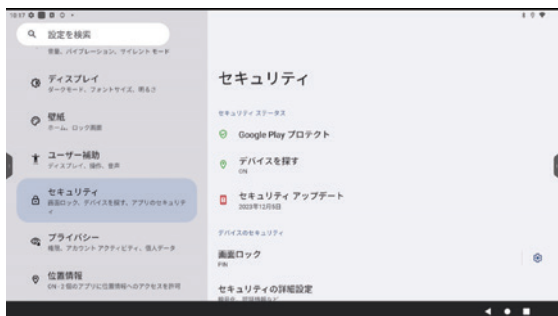 10:17
設定を検索
音量、バイブレーション、サイレント モード
ディスプレイ
ダークモード、フォントサイズ、明るさ
壁紙
ホーム、ロック画面
ユーザー補助
ディスプレイ、操作、音声
セキュリティ
画面ロック、デバイスを探す、アプリのセキュリテ
ィ
プライバシー
権限、アカウント アクティビティ、個人データ
位置情報
ON - 2 個のアプリに位置情報へのアクセスを許可
セキュリティ
セキュリティ ステータス
Google Play プロテクト
デバイスを探す
ON
セキュリティ アップデート
2023年12月5日
デバイスのセキュリティ
画面ロック
PIN
セキュリティの詳細設定